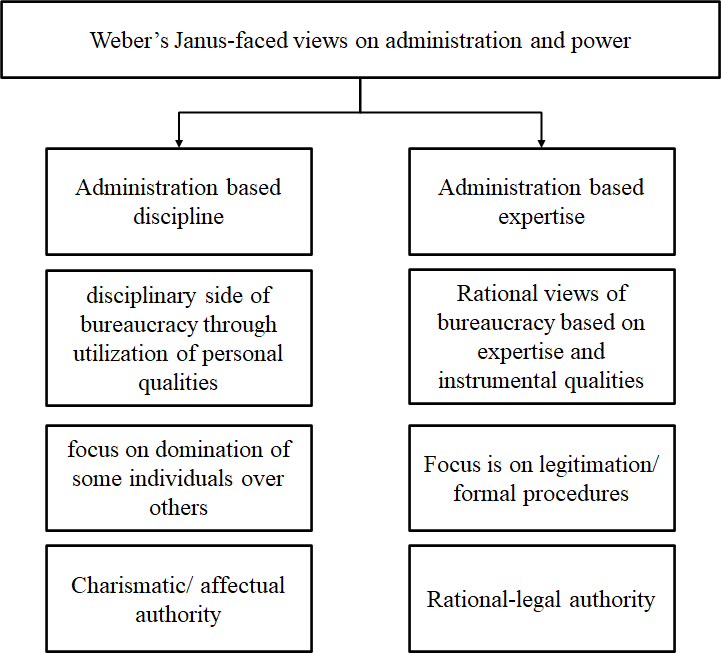 Weber’s Janus-faced views on administration and power
Administration based
discipline
disciplinary side of
bureaucracy through
utilization of personal
qualities
focus on domination of
some individuals over
others
Charismatic/ affectual
authority
Administration based
expertise
Rational views of
bureaucracy based on
expertise and
instrumental qualities
Focus is on legitimation/
formal procedures
Rational-legal authority